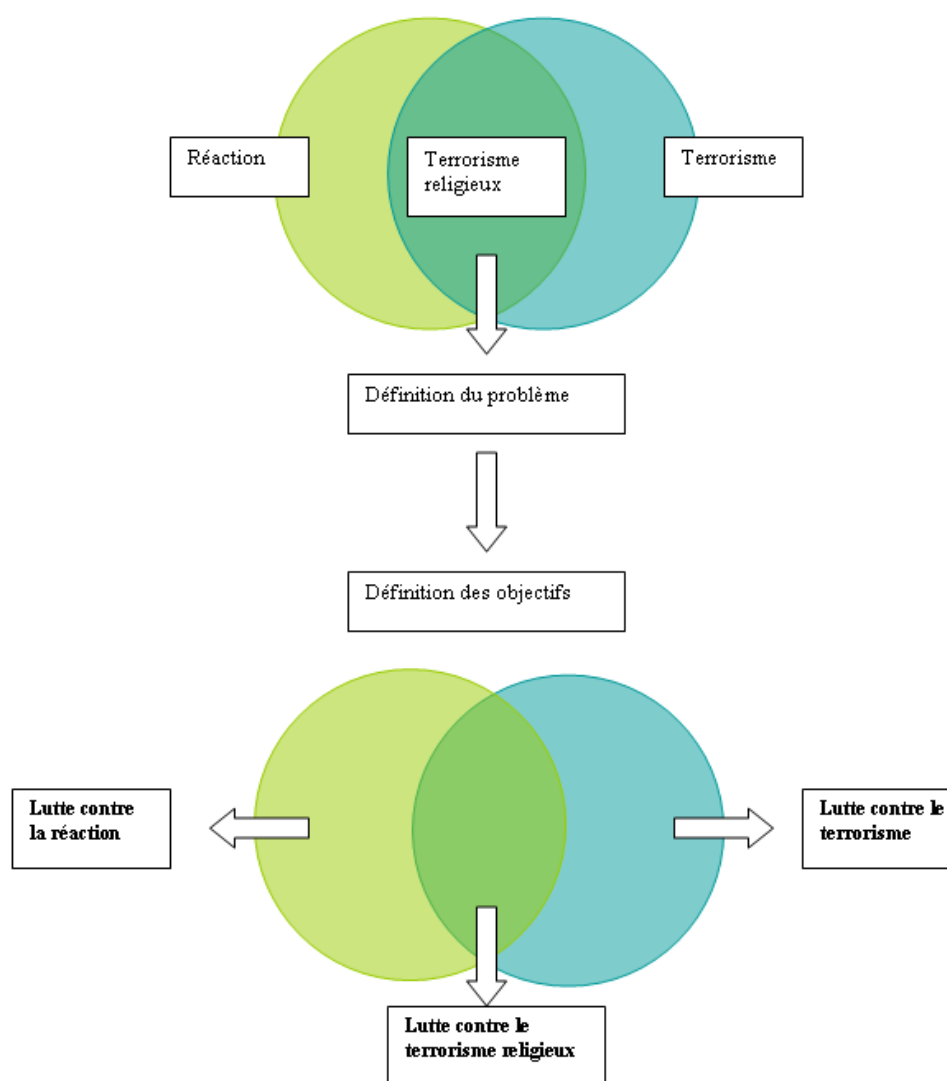 Réaction
Terrorisme
religieux
Terrorisme
Définition du problème
Définition des objectifs
Lutte contre
la réaction
Lutte contre le
terrorisme
Lutte contre le
terrorisme religieux